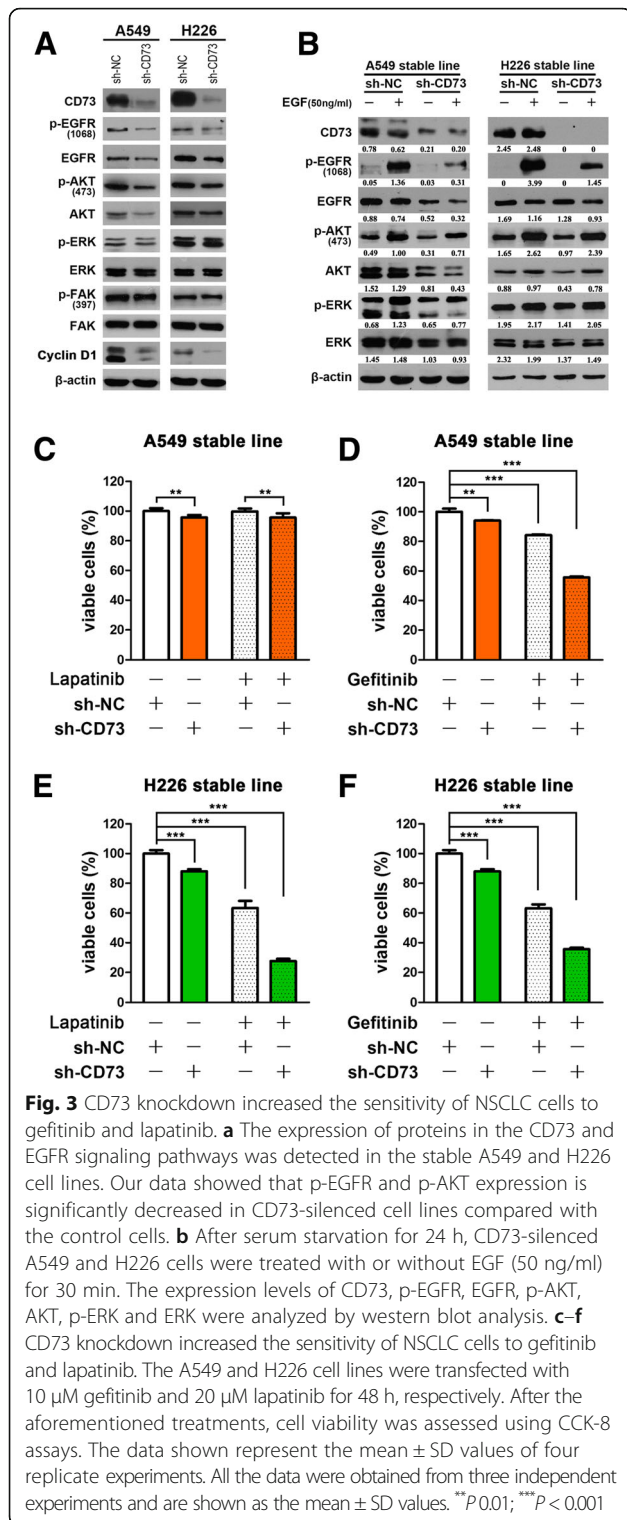 A
A549 H226
sh-NC sh-CD73 sh-NC sh-CD73
CD73
p-EGFR
(1068)
EGFR
p-AKT
(473)
AKT
p-ERK
ERK
p-FAK
(397)
FAK
Cyclin D1
β-actin
B
A549 stable line H226 stable line
sh-NC sh-CD73 sh-NC sh-CD73
EGF(50ng/ml) – + – + – + – +
CD73
0.78 0.62 0.21 0.20 2.45 2.48 0 0
p-EGFR
(1068)
0.05 1.36 0.03 0.31 0 3.99 0 1.45
EGFR
0.88 0.74 0.52 0.32 1.69 1.16 1.28 0.93
p-AKT
(473)
0.49 1.00 0.31 0.71 1.65 2.62 0.97 2.39
AKT
1.52 1.29 0.81 0.43 0.88 0.97 0.43 0.78
p-ERK
0.68 1.23 0.65 0.77 1.95 2.17 1.41 2.05
ERK
1.45 1.48 1.03 0.93 2.32 1.99 1.37 1.49
β-actin
C
A549 stable line
viable cells (%)
120
100
80
60
40
20
0
** **
Lapatinib – – + +
sh-NC + – + –
sh-CD73 – + – +
D
A549 stable line
viable cells (%)
120
100
80
60
40
20
0
***
***
**
Gefitinib – – + +
sh-NC + – + –
sh-CD73 – + – +
E
H226 stable line
viable cells (%)
120
100
80
60
40
20
0
***
***
***
Lapatinib – – + +
sh-NC + – + –
sh-CD73 – + – +
F
H226 stable line
viable cells (%)
120
100
80
60
40
20
0
***
***
***
Gefitinib – – + +
sh-NC + – + –
sh-CD73 – + – +
Fig. 3 CD73 knockdown increased the sensitivity of NSCLC cells to
gefitinib and lapatinib. a The expression of proteins in the CD73 and
EGFR signaling pathways was detected in the stable A549 and H226
cell lines. Our data showed that p-EGFR and p-AKT expression is
significantly decreased in CD73-silenced cell lines compared with
the control cells. b After serum starvation for 24 h, CD73-silenced
A549 and H226 cells were treated with or without EGF (50 ng/ml)
for 30 min. The expression levels of CD73, p-EGFR, EGFR, p-AKT,
AKT, p-ERK and ERK were analyzed by western blot analysis. c–f
CD73 knockdown increased the sensitivity of NSCLC cells to gefitinib
and lapatinib. The A549 and H226 cell lines were transfected with
10 μM gefitinib and 20 μM lapatinib for 48 h, respectively. After the
aforementioned treatments, cell viability was assessed using CCK-8
assays. The data shown represent the mean ± SD values of four
replicate experiments. All the data were obtained from three independent
experiments and are shown as the mean ± SD values. **P 0.01; ***P < 0.001